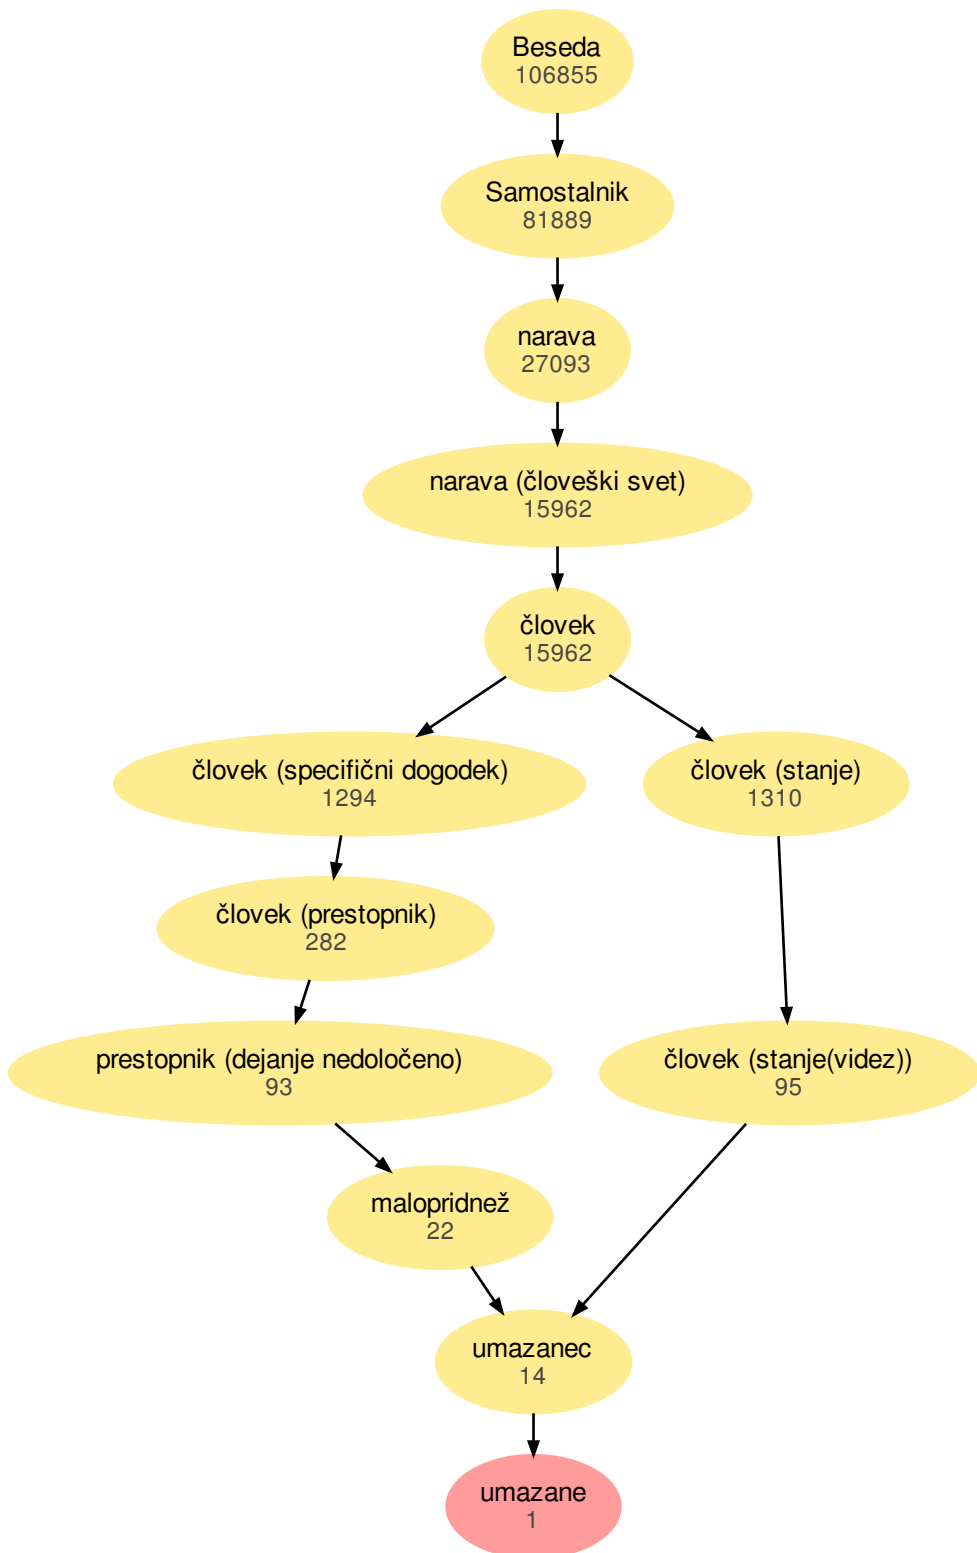 Beseda
106855
Samostalnik
81889
narava
27093
narava (človeški svet)
15962
človek
15962
človek (specifični dogodek)
1294
človek (stanje)
1310
človek (prestopnik)
282
prestopnik (dejanje nedoločeno)
93
človek (stanje(videz))
95
malopridnež
22
umazanec
14
umazane
1